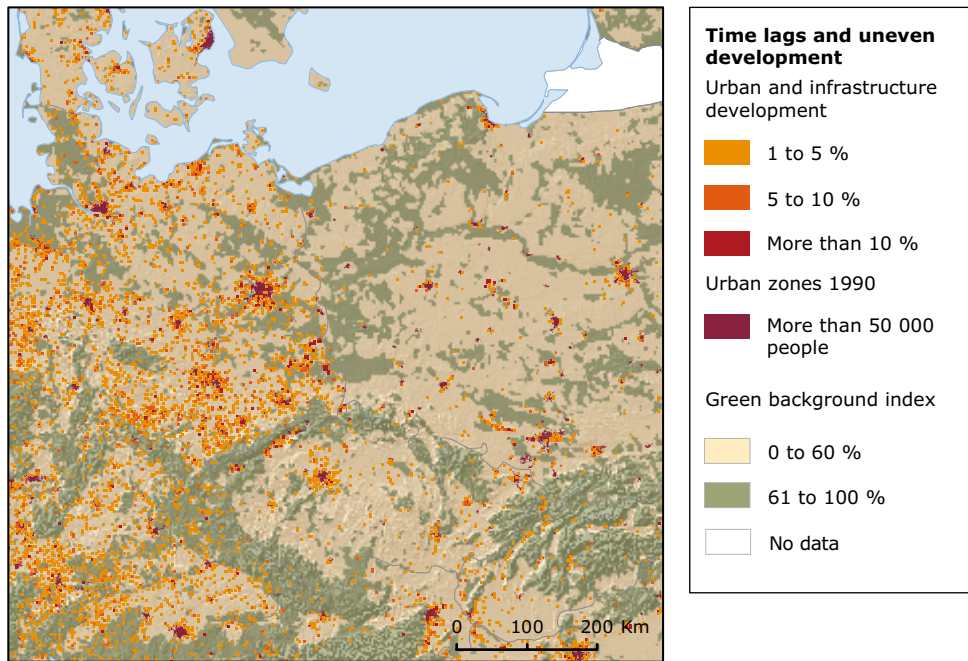 Time lags and uneven
development
Urban and infrastructure
development
1 to 5 %
5 to 10 %
More than 10 %
Urban zones 1990
More than 50 000
people
Green background index
0 to 60 %
61 to 100 %
No data
0 100 200 Km